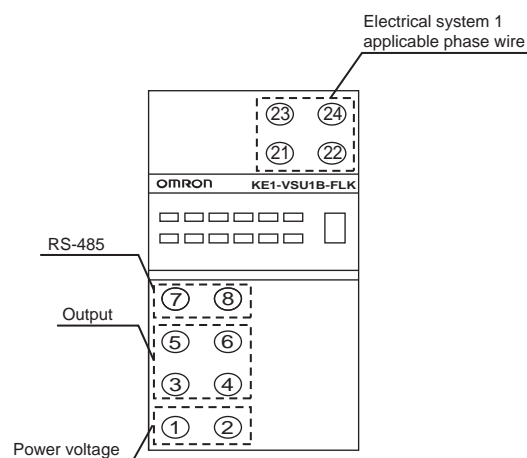 Electrical system 1
applicable phase wire
23 24
21 22
OMRON KE1-VSU1B-FLK
RS-485
7 8
Output
5 6
3 4
1 2
Power voltage